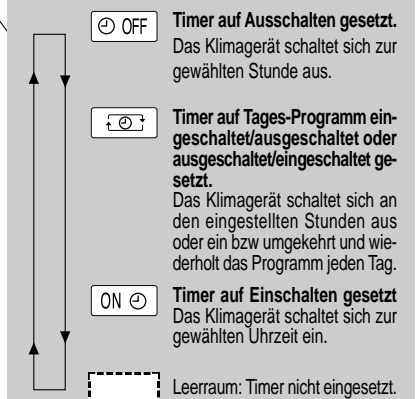 OFF
Timer auf Ausschalten gesetzt.
Das Klimagerät schaltet sich zur
gewählten Stunde aus.
Timer auf Tages-Programm ein-
geschaltet/ausgeschaltet oder
ausgeschaltet/eingeschaltet ge-
setzt.
Das Klimagerät schaltet sich an
den eingestellten Stunden aus
oder ein bzw umgekehrt und wie-
derholt das Programm jeden Tag.
ON
Timer auf Einschalten gesetzt
Das Klimagerät schaltet sich zur
gewählten Uhrzeit ein.
Leerraum: Timer nicht eingesetzt.